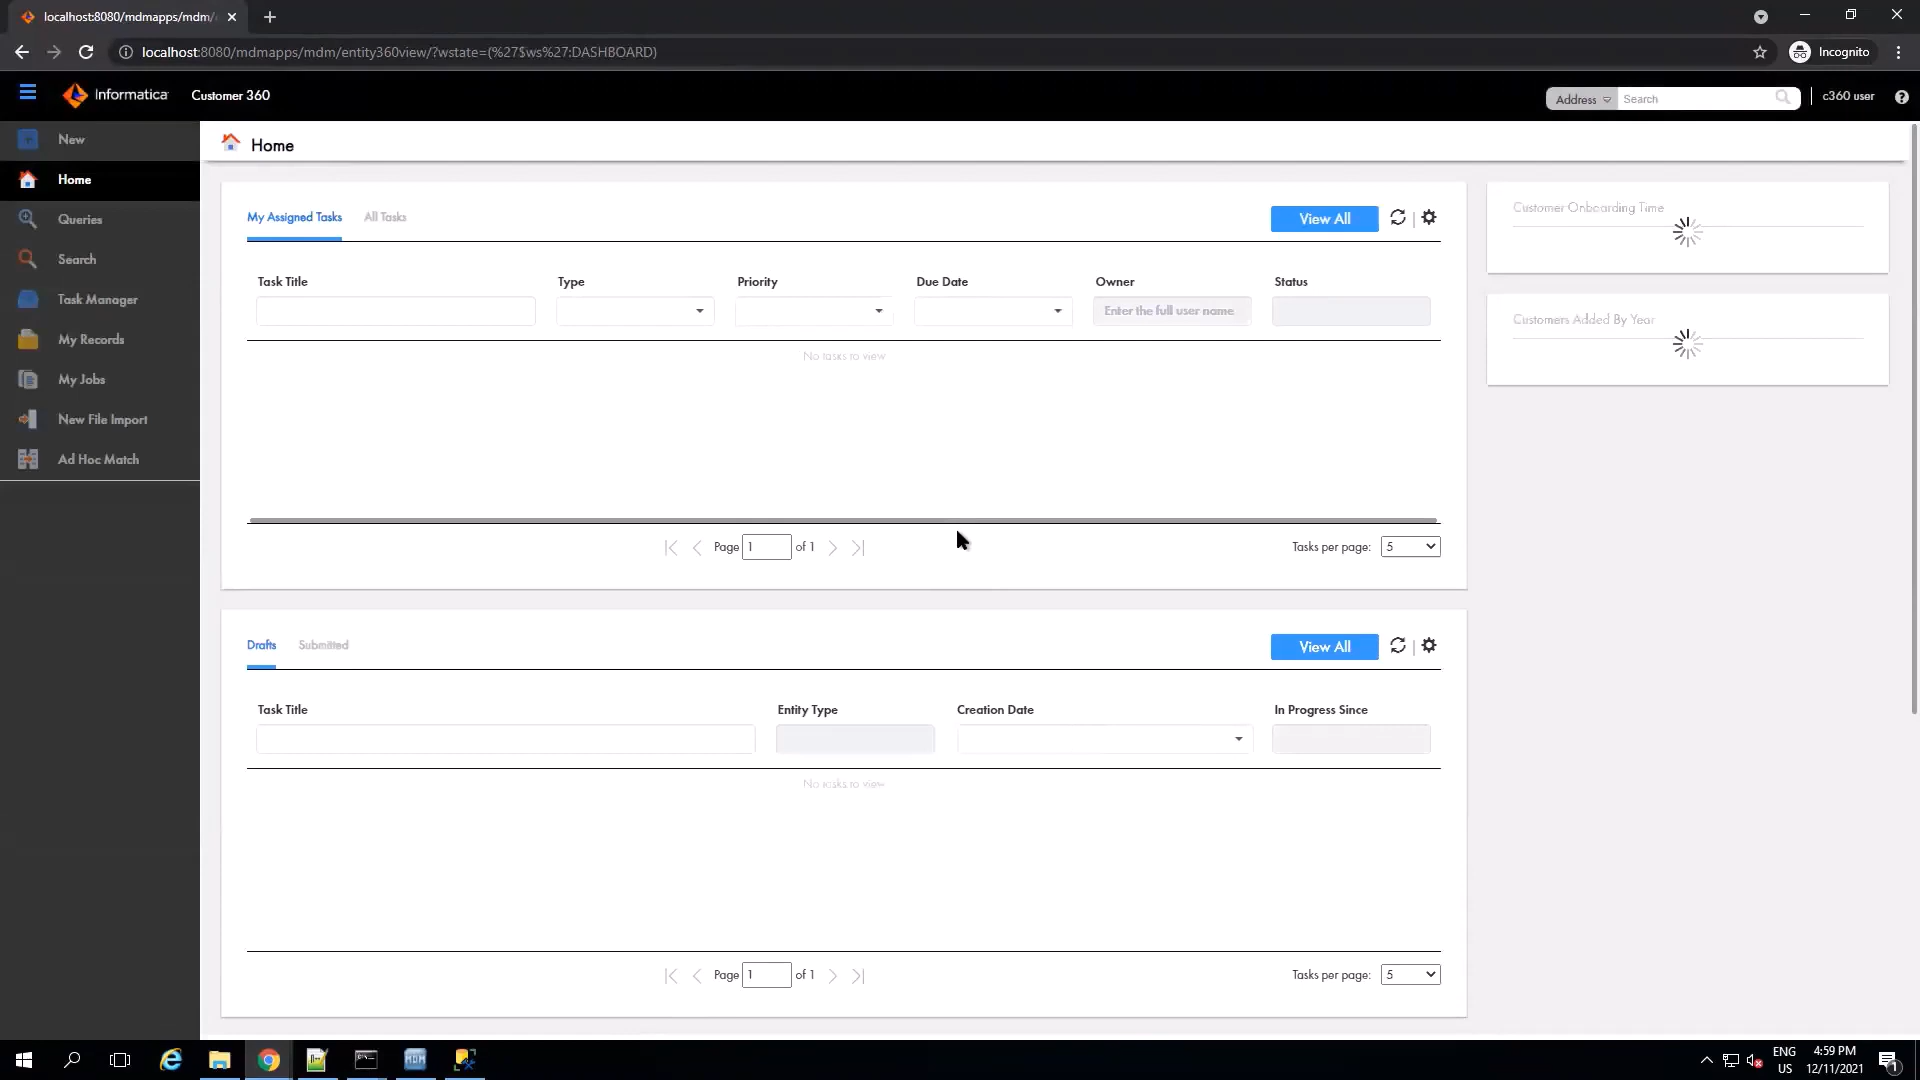 localhost:8080/mdmapps/mdm/
localhost:8080/mdmapps/mdm/entity360view/?wstate=(%27$ws%27:DASHBOARD)
Incognito
Informatica
Customer 360
Address
Search
c360 user
New
Home
Queries
Search
Task Manager
My Records
My Jobs
New File Import
Ad Hoc Match
Home
My Assigned Tasks
All Tasks
View All
Task Title
Type
Priority
Due Date
Owner
Status
Enter the full user name
No tasks to view
Page 1 of 1
Tasks per page: 5
Drafts
Submitted
View All
Task Title
Entity Type
Creation Date
In Progress Since
No tasks to view
Page 1 of 1
Tasks per page: 5
Customer Onboarding Time
Customers Added By Year
MDM
ENG
US
4:59 PM
12/11/2021
1